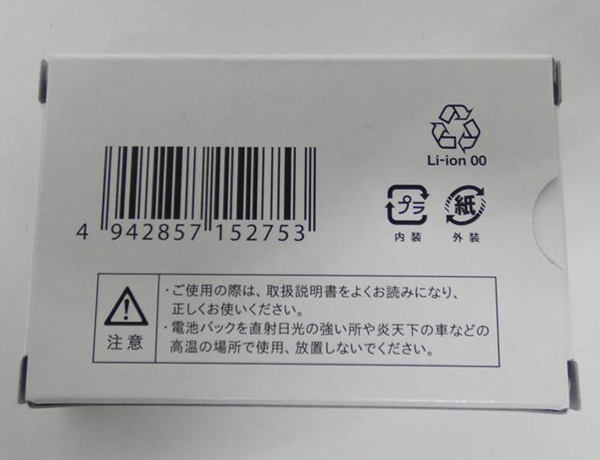 Li-ion 00
4 942857 152753
プラ 紙
内装 外装
・ご使用の際は、取扱説明書をよくお読みになり、
正しくお使いください。
・電池パックを直射日光の強い所や炎天下の車などの
高温の場所で使用、放置しないでください。
注意